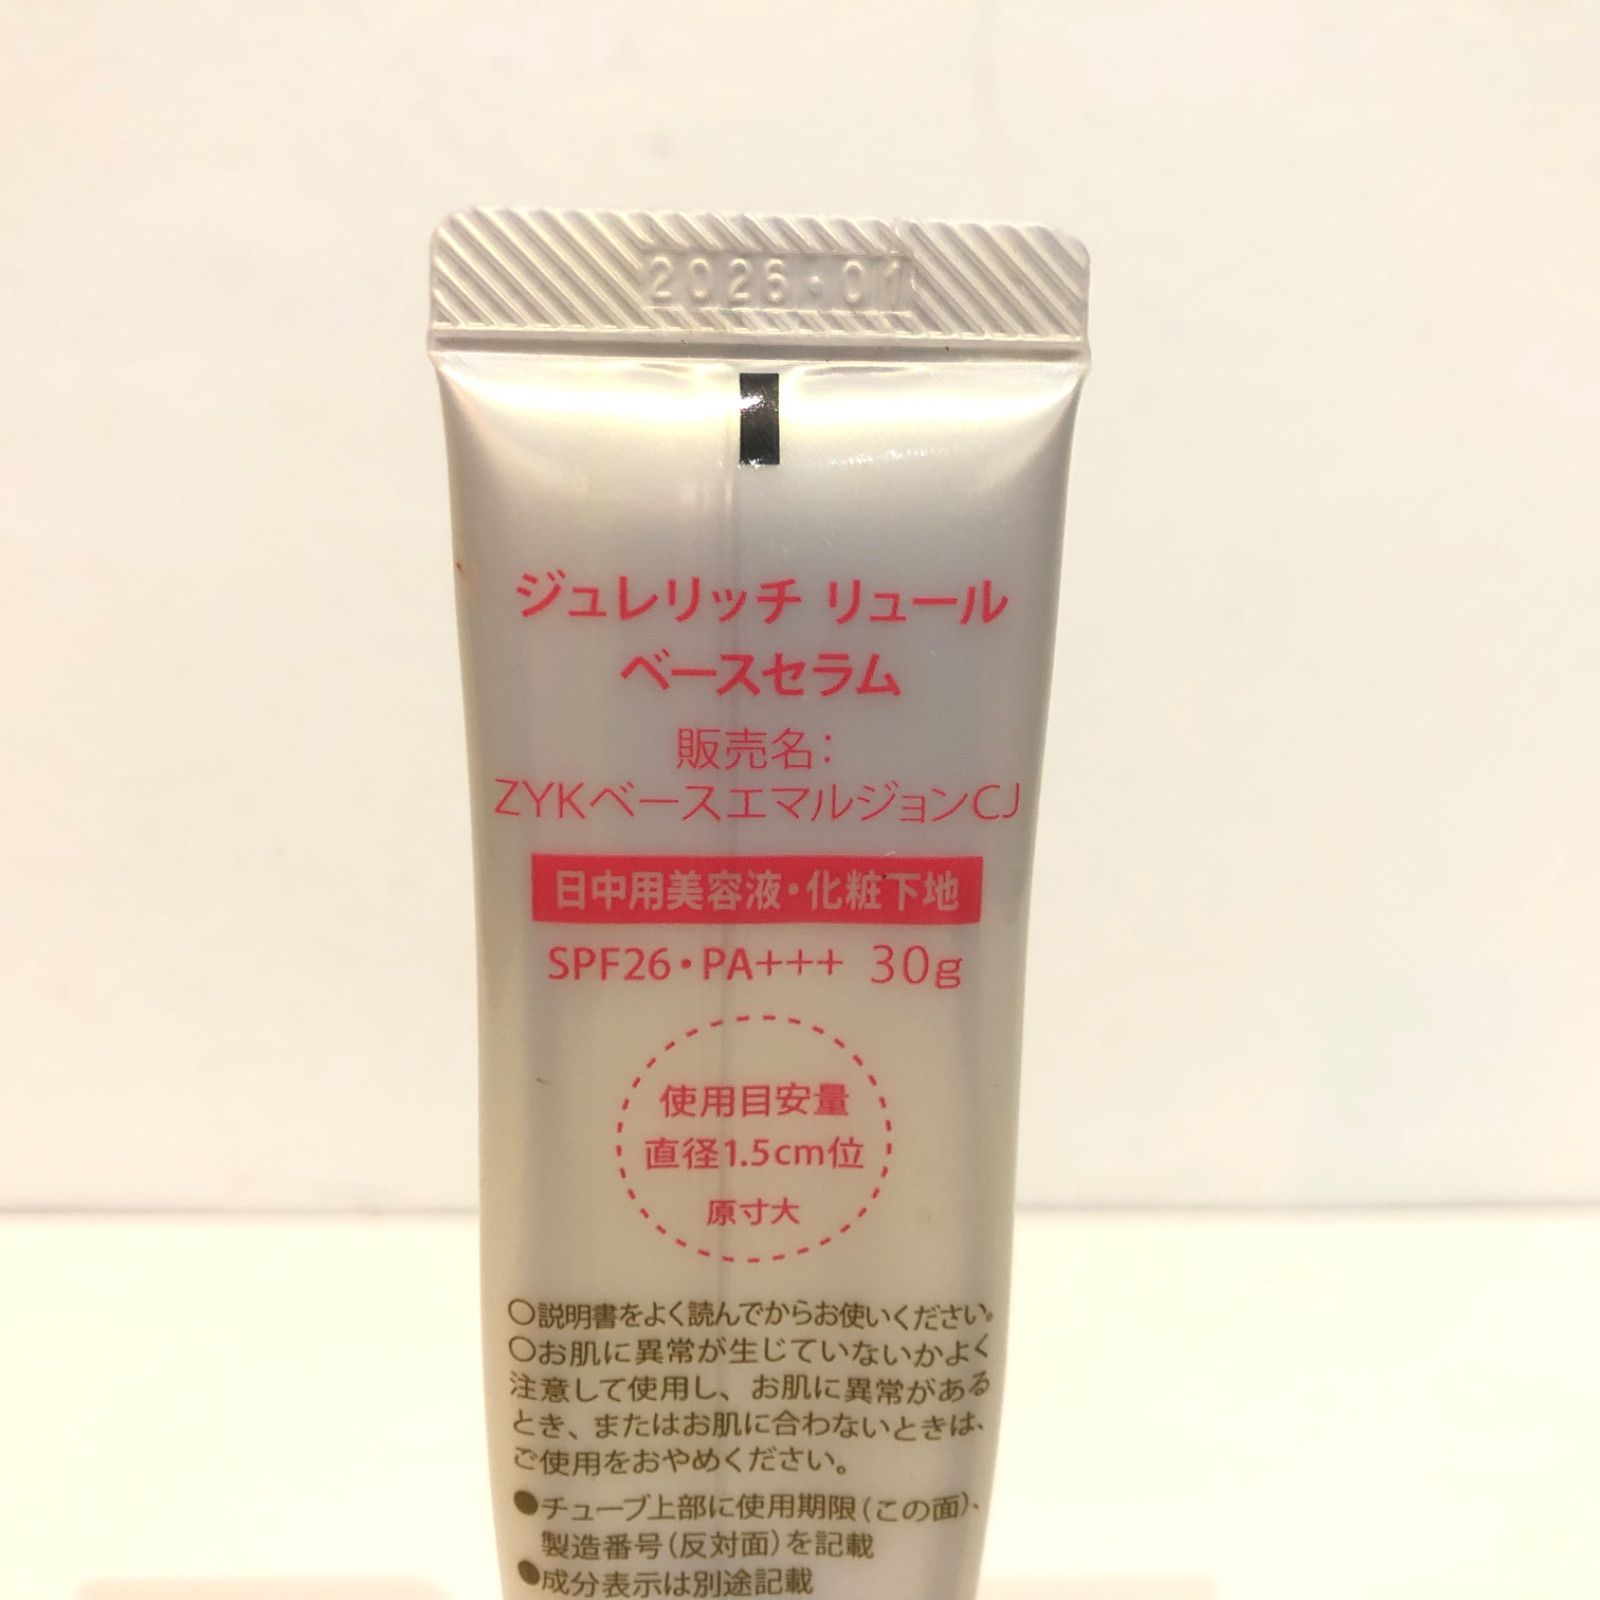 2026.01
ジュレリッチ リュール
ベースセラム
販売名:
ZYKベースエマルジョンCJ
日中用美容液・化粧下地
SPF26・PA+++ 30g
使用目安量
直径1.5cm位
原寸大
○説明書をよく読んでからお使いください。
○お肌に異常が生じていないかよく
注意して使用し、お肌に異常がある
とき、またはお肌に合わないときは、
ご使用をおやめください。
●チューブ上部に使用期限(この面)、
製造番号(反対面)を記載
●成分表示は別途記載